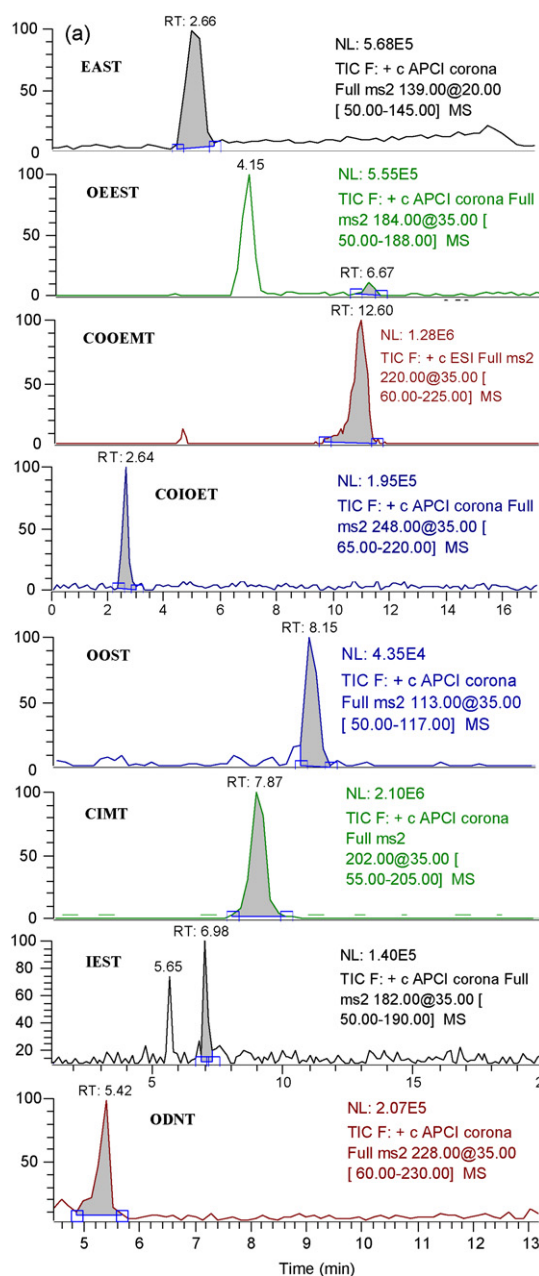 (a)
RT: 2.66
100
50
0
EAST
NL: 5.68E5
TIC F: + c APCI corona
Full ms2 139.00@20.00
[ 50.00-145.00] MS
4.15
100
50
0
OEEST
NL: 5.55E5
TIC F: + c APCI corona Full
ms2 184.00@35.00 [
50.00-188.00] MS
RT: 6.67
RT: 12.60
100
50
0
COOEMT
NL: 1.28E6
TIC F: + c ESI Full ms2
220.00@35.00 [
60.00-225.00] MS
RT: 2.64
100
50
0
COIOET
NL: 1.95E5
TIC F: + c APCI corona Full
ms2 248.00@35.00 [
65.00-220.00] MS
0 2 4 6 8 10 12 14 16
RT: 8.15
100
50
0
OOST
NL: 4.35E4
TIC F: + c APCI corona
Full ms2 113.00@35.00
[ 50.00-117.00] MS
RT: 7.87
100
50
0
CIMT
NL: 2.10E6
TIC F: + c APCI corona
Full ms2
202.00@35.00 [
55.00-205.00] MS
RT: 6.98
5.65
100
80
60
40
20
IEST
NL: 1.40E5
TIC F: + c APCI corona Full
ms2 182.00@35.00 [
50.00-190.00] MS
5 10 15 2
RT: 5.42
100
50
ODNT
NL: 2.07E5
TIC F: + c APCI corona
Full ms2 228.00@35.00
[ 60.00-230.00] MS
5 6 7 8 9 10 11 12 13
Time (min)